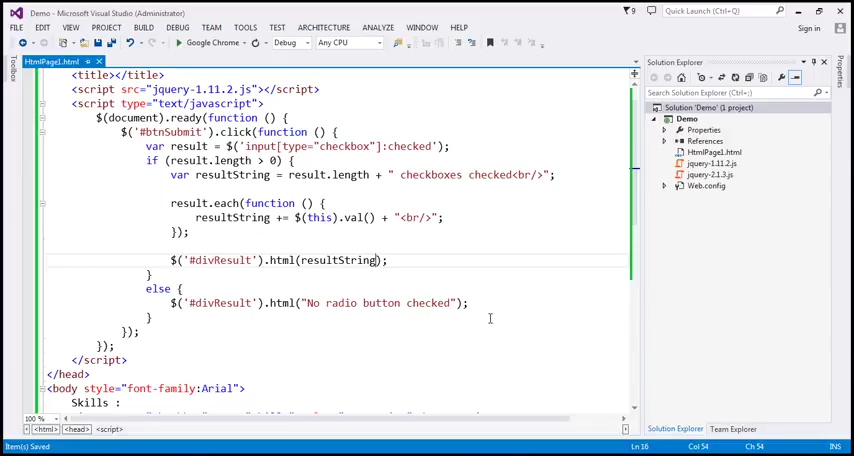 Demo - Microsoft Visual Studio (Administrator)
9
Quick Launch (Ctrl+Q)
FILE EDIT VIEW PROJECT BUILD DEBUG TEAM TOOLS TEST ARCHITECTURE ANALYZE WINDOW HELP
Sign in
Google Chrome Debug Any CPU
Toolbox
HtmlPage1.html
<title></title>
<script src="jquery-1.11.2.js"></script>
<script type="text/javascript">
$(document).ready(function () {
$('#btnSubmit').click(function () {
var result = $('input[type="checkbox"]:checked');
if (result.length > 0) {
var resultString = result.length + " checkboxes checked<br/>";
result.each(function () {
resultString += $(this).val() + "<br/>";
});
$('#divResult').html(resultString);
}
else {
$('#divResult').html("No radio button checked");
}
});
});
</script>
</head>
<body style="font-family:Arial">
Skills :
100 %
<html> <head> <script>
Solution Explorer
Search Solution Explorer (Ctrl+;)
Solution 'Demo' (1 project)
Demo
Properties
References
HtmlPage1.html
jquery-1.11.2.js
jquery-2.1.3.js
Web.config
Solution Explorer Team Explorer
Properties
Item(s) Saved
Ln 16 Col 54 Ch 54 INS